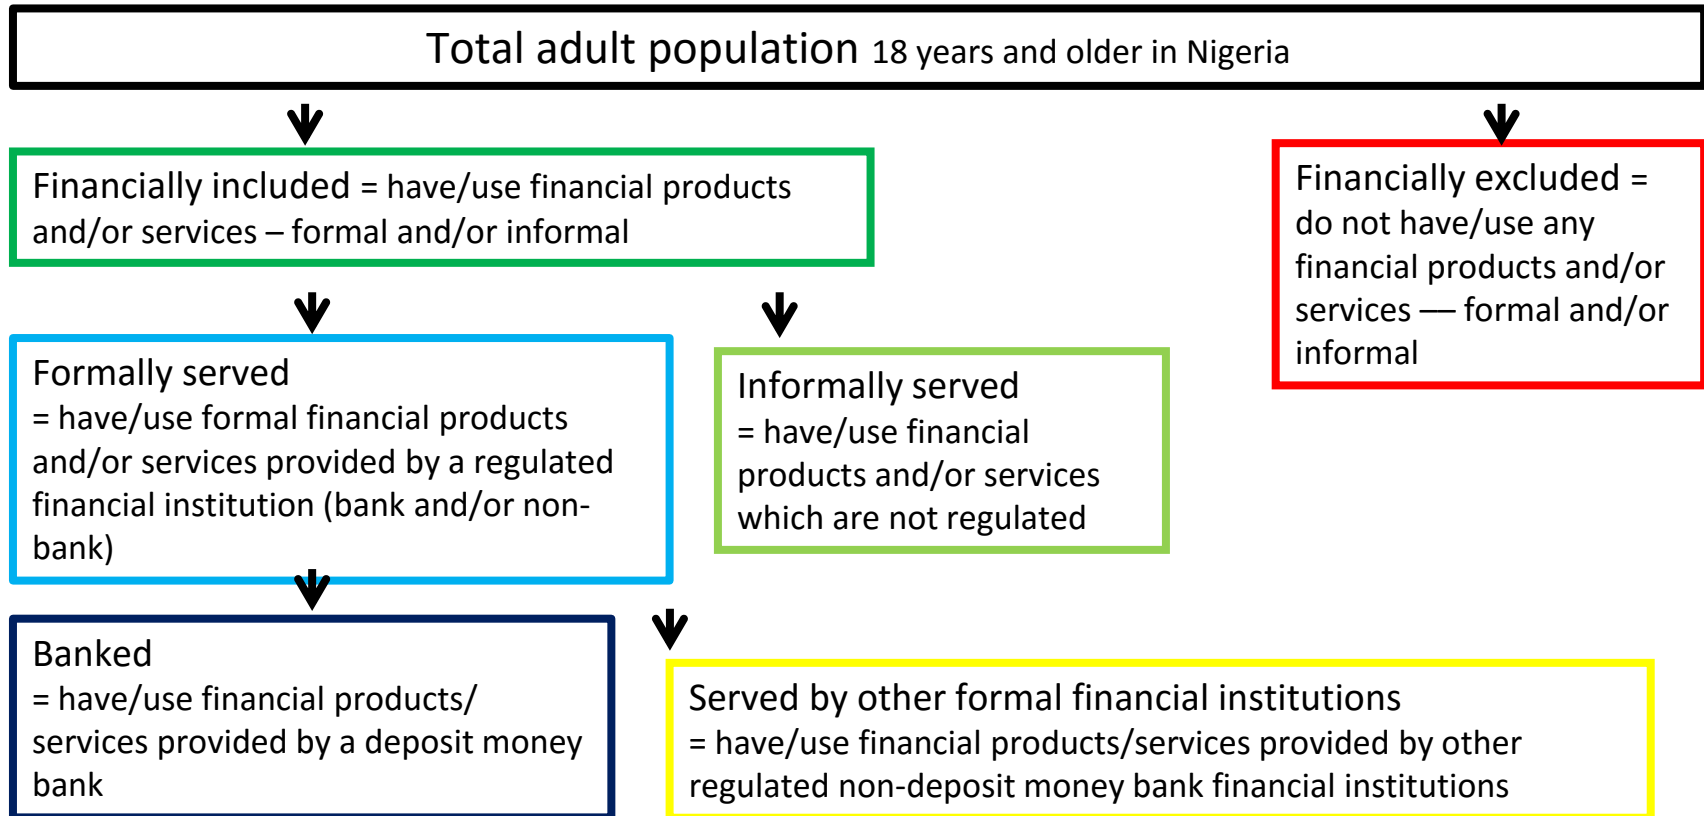 Total adult population 18 years and older in Nigeria
Financially included = have/use financial products
and/or services – formal and/or informal
Financially excluded =
do not have/use any
financial products and/or
services — formal and/or
informal
Formally served
= have/use formal financial products
and/or services provided by a regulated
financial institution (bank and/or non-
bank)
Informally served
= have/use financial
products and/or services
which are not regulated
Banked
= have/use financial products/
services provided by a deposit money
bank
Served by other formal financial institutions
= have/use financial products/services provided by other
regulated non-deposit money bank financial institutions